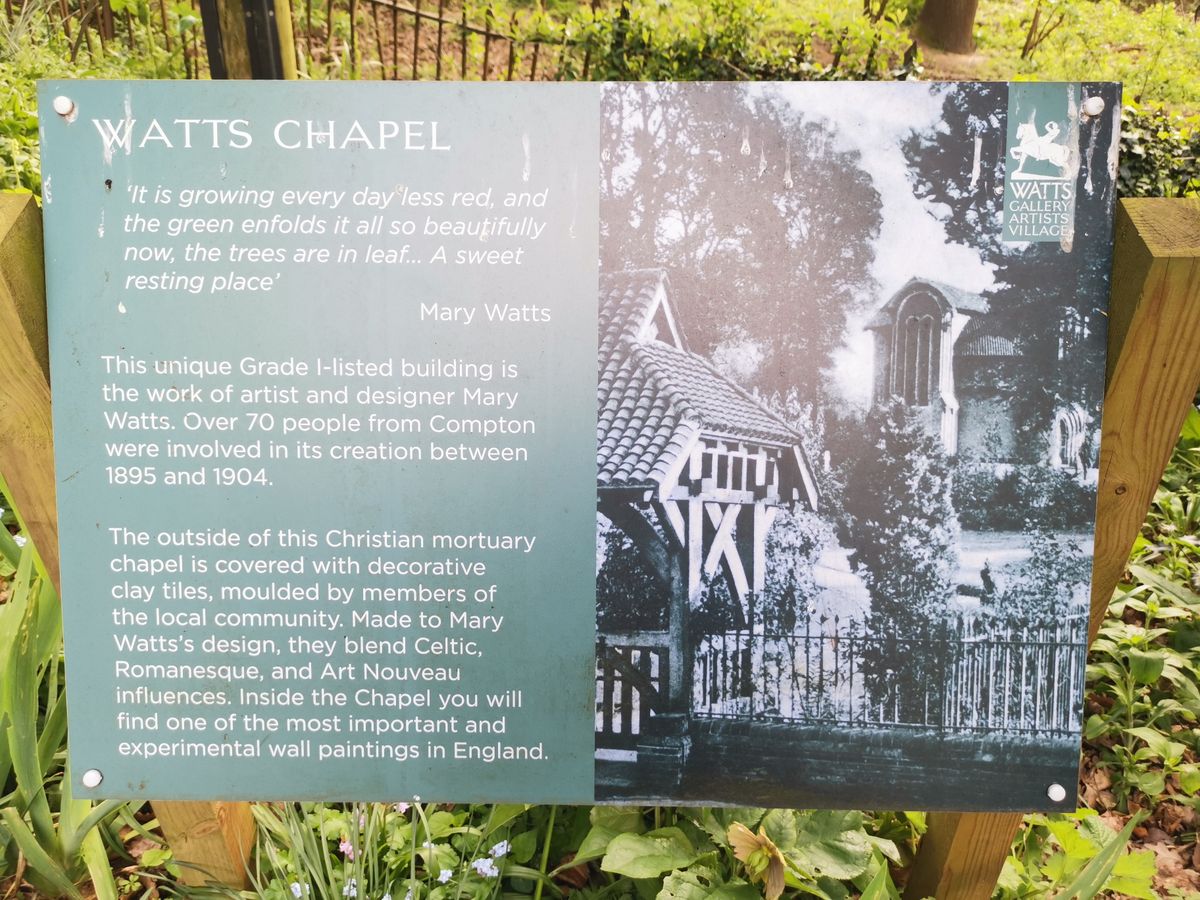 WATTS CHAPEL
‘It is growing every day less red, and
the green enfolds it all so beautifully
now, the trees are in leaf... A sweet
resting place’
Mary Watts
This unique Grade I-listed building is
the work of artist and designer Mary
Watts. Over 70 people from Compton
were involved in its creation between
1895 and 1904.
The outside of this Christian mortuary
chapel is covered with decorative
clay tiles, moulded by members of
the local community. Made to Mary
Watts’s design, they blend Celtic,
Romanesque, and Art Nouveau
influences. Inside the Chapel you will
find one of the most important and
experimental wall paintings in England.
WATTS
GALLERY
ARTISTS
VILLAGE